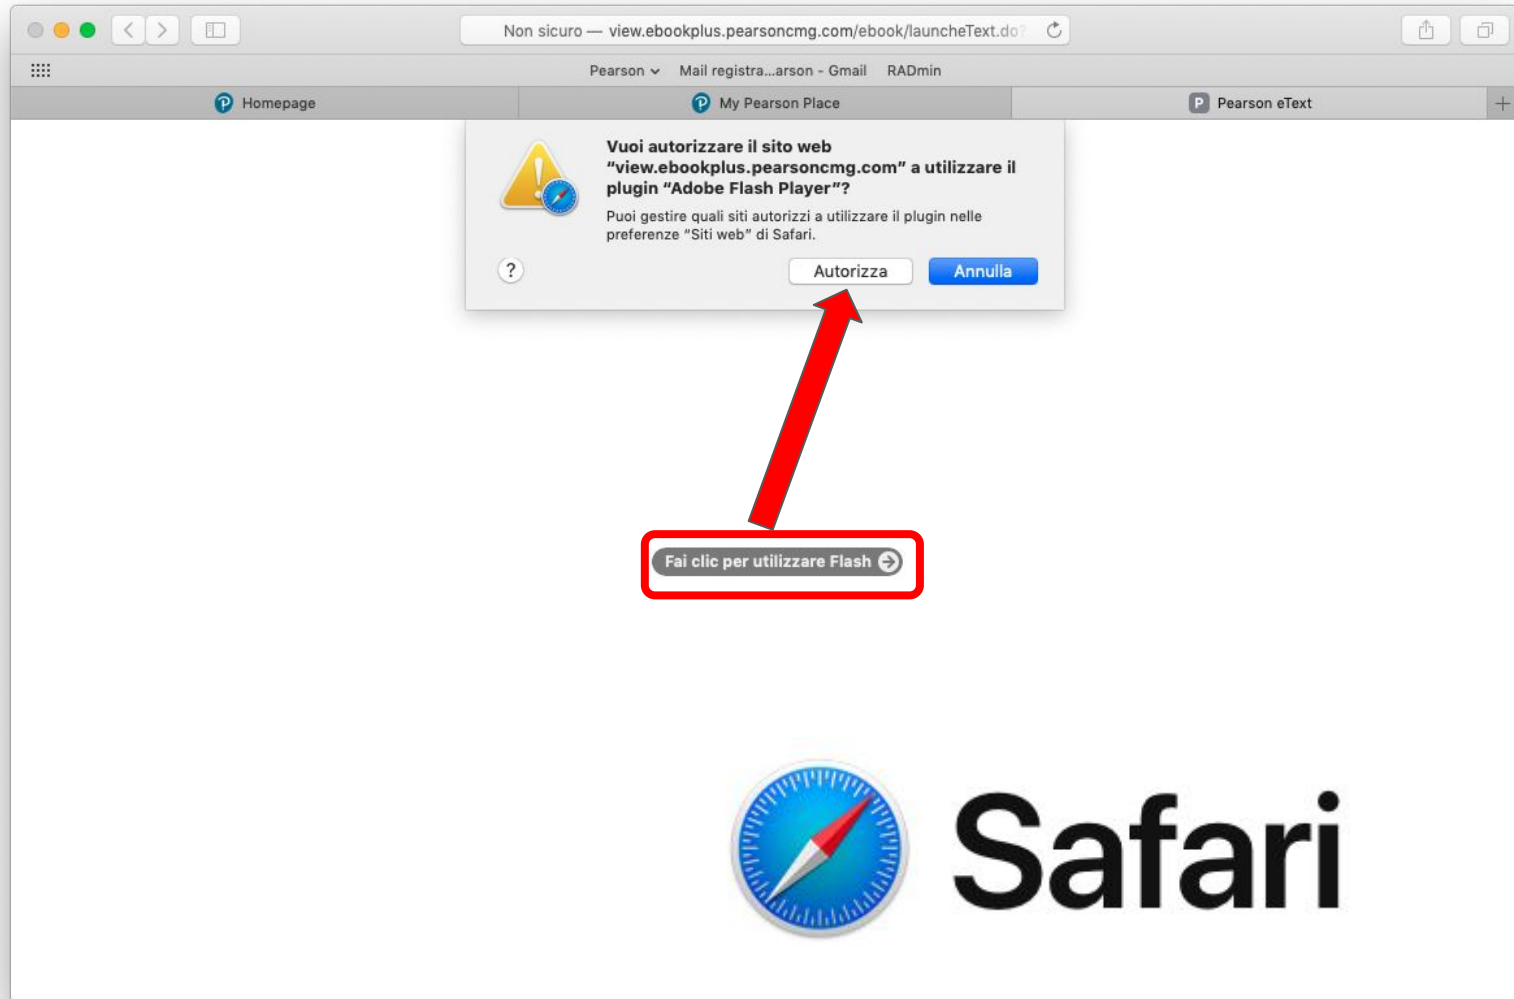 Non sicuro — view.ebookplus.pearsoncmg.com/ebook/launcheText.do?
Pearson Mail registra...arson - Gmail RADmin
Homepage My Pearson Place P Pearson eText
Vuoi autorizzare il sito web
“view.ebookplus.pearsoncmg.com” a utilizzare il
plugin “Adobe Flash Player”?
Puoi gestire quali siti autorizzi a utilizzare il plugin nelle
preferenze “Siti web” di Safari.
? Autorizza Annulla
Fai clic per utilizzare Flash
Safari